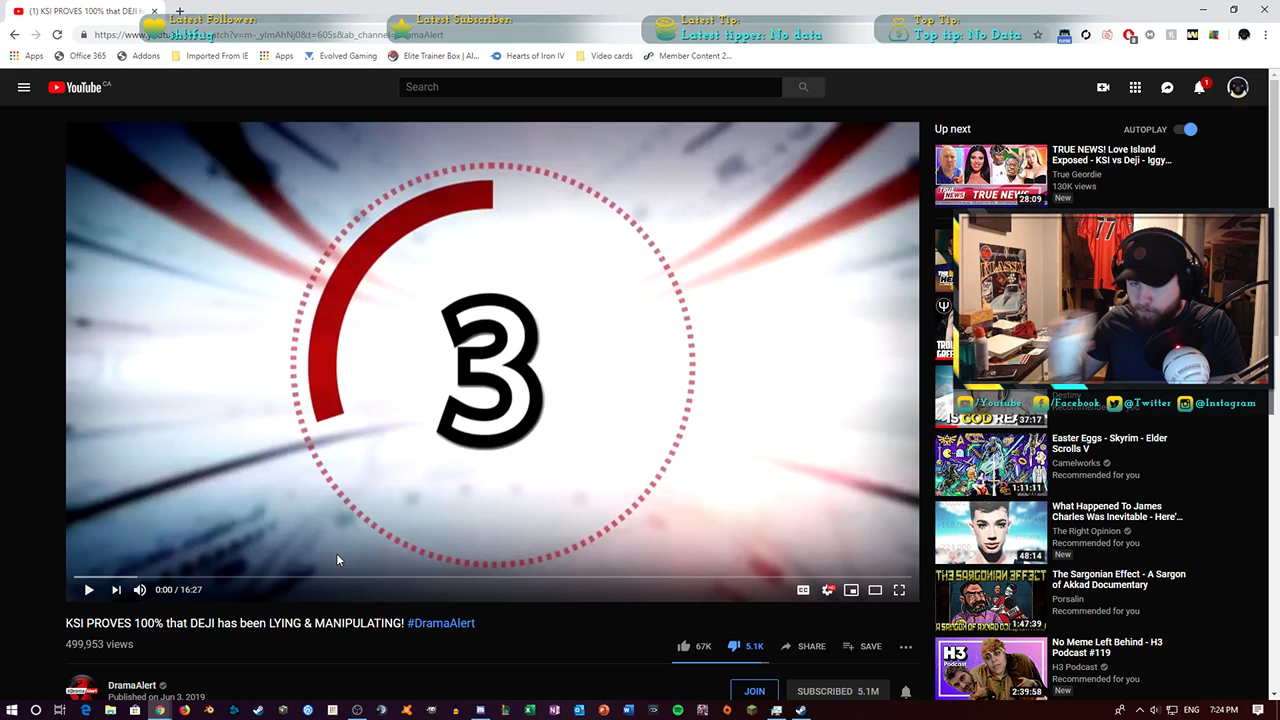 (1) KSI PROVES 100% that DEJI h
Latest Follower:
Latest Subscriber:
Latest Tip:
Latest tipper: No data
Top Tip:
Top tip: No Data
Apps
Office 365
Addons
Imported From IE
Apps
Evolved Gaming
Elite Trainer Box | Al...
Hearts of Iron IV
Video cards
Member Content 2...
YouTube CA
Search
1
3
0:00 / 16:27
CC
HD
KSI PROVES 100% that DEJI has been LYING & MANIPULATING! #DramaAlert
499,953 views
67K
5.1K
SHARE
SAVE
DramaAlert
Published on Jun 3, 2019
JOIN
SUBSCRIBED 5.1M
Up next
AUTOPLAY
TRUE NEWS
28:09
TRUE NEWS! Love Island
Exposed - KSI vs Deji - Iggy...
True Geordie
130K views
New
77
/Youtube
/Facebook
@Twitter
@Instagram
Destiny
37:17
1:11:11
Easter Eggs - Skyrim - Elder
Scrolls V
Camelworks
Recommended for you
48:14
What Happened To James
Charles Was Inevitable - Here'...
The Right Opinion
Recommended for you
New
THE SARGONIAN EFFECT
1:47:39
The Sargonian Effect - A Sargon
of Akkad Documentary
Porsalin
Recommended for you
H3
Podcast
2:39:58
No Meme Left Behind - H3
Podcast #119
H3 Podcast
Recommended for you
New
ENG
7:24 PM